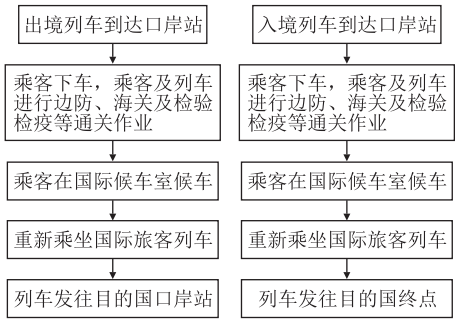 出境列车到达口岸站
乘客下车，乘客及列车
进行边防、海关及检验
检疫等通关作业
乘客在国际候车室候车
重新乘坐国际旅客列车
列车发往目的国口岸站
入境列车到达口岸站
乘客下车，乘客及列车
进行边防、海关及检验
检疫等通关作业
乘客在国际候车室候车
重新乘坐国际旅客列车
列车发往目的国终点